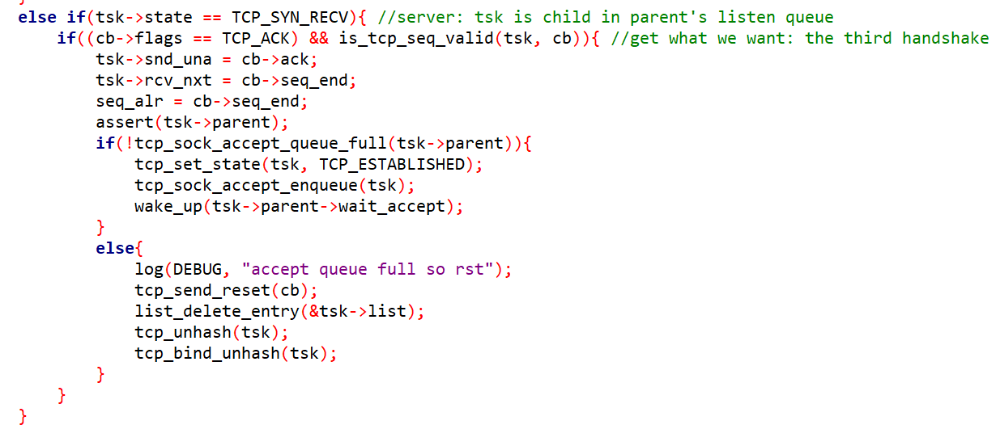 }
else if(tsk->state == TCP_SYN_RECV){ //server: tsk is child in parent's listen queue
    if((cb->flags == TCP_ACK) && is_tcp_seq_valid(tsk, cb)){ //get what we want: the third handshake
        tsk->snd_una = cb->ack;
        tsk->rcv_nxt = cb->seq_end;
        seq_alr = cb->seq_end;
        assert(tsk->parent);
        if(!tcp_sock_accept_queue_full(tsk->parent)){
            tcp_set_state(tsk, TCP_ESTABLISHED);
            tcp_sock_accept_enqueue(tsk);
            wake_up(tsk->parent->wait_accept);
        }
        else{
            log(DEBUG, "accept queue full so rst");
            tcp_send_reset(cb);
            list_delete_entry(&tsk->list);
            tcp_unhash(tsk);
            tcp_bind_unhash(tsk);
        }
    }
}